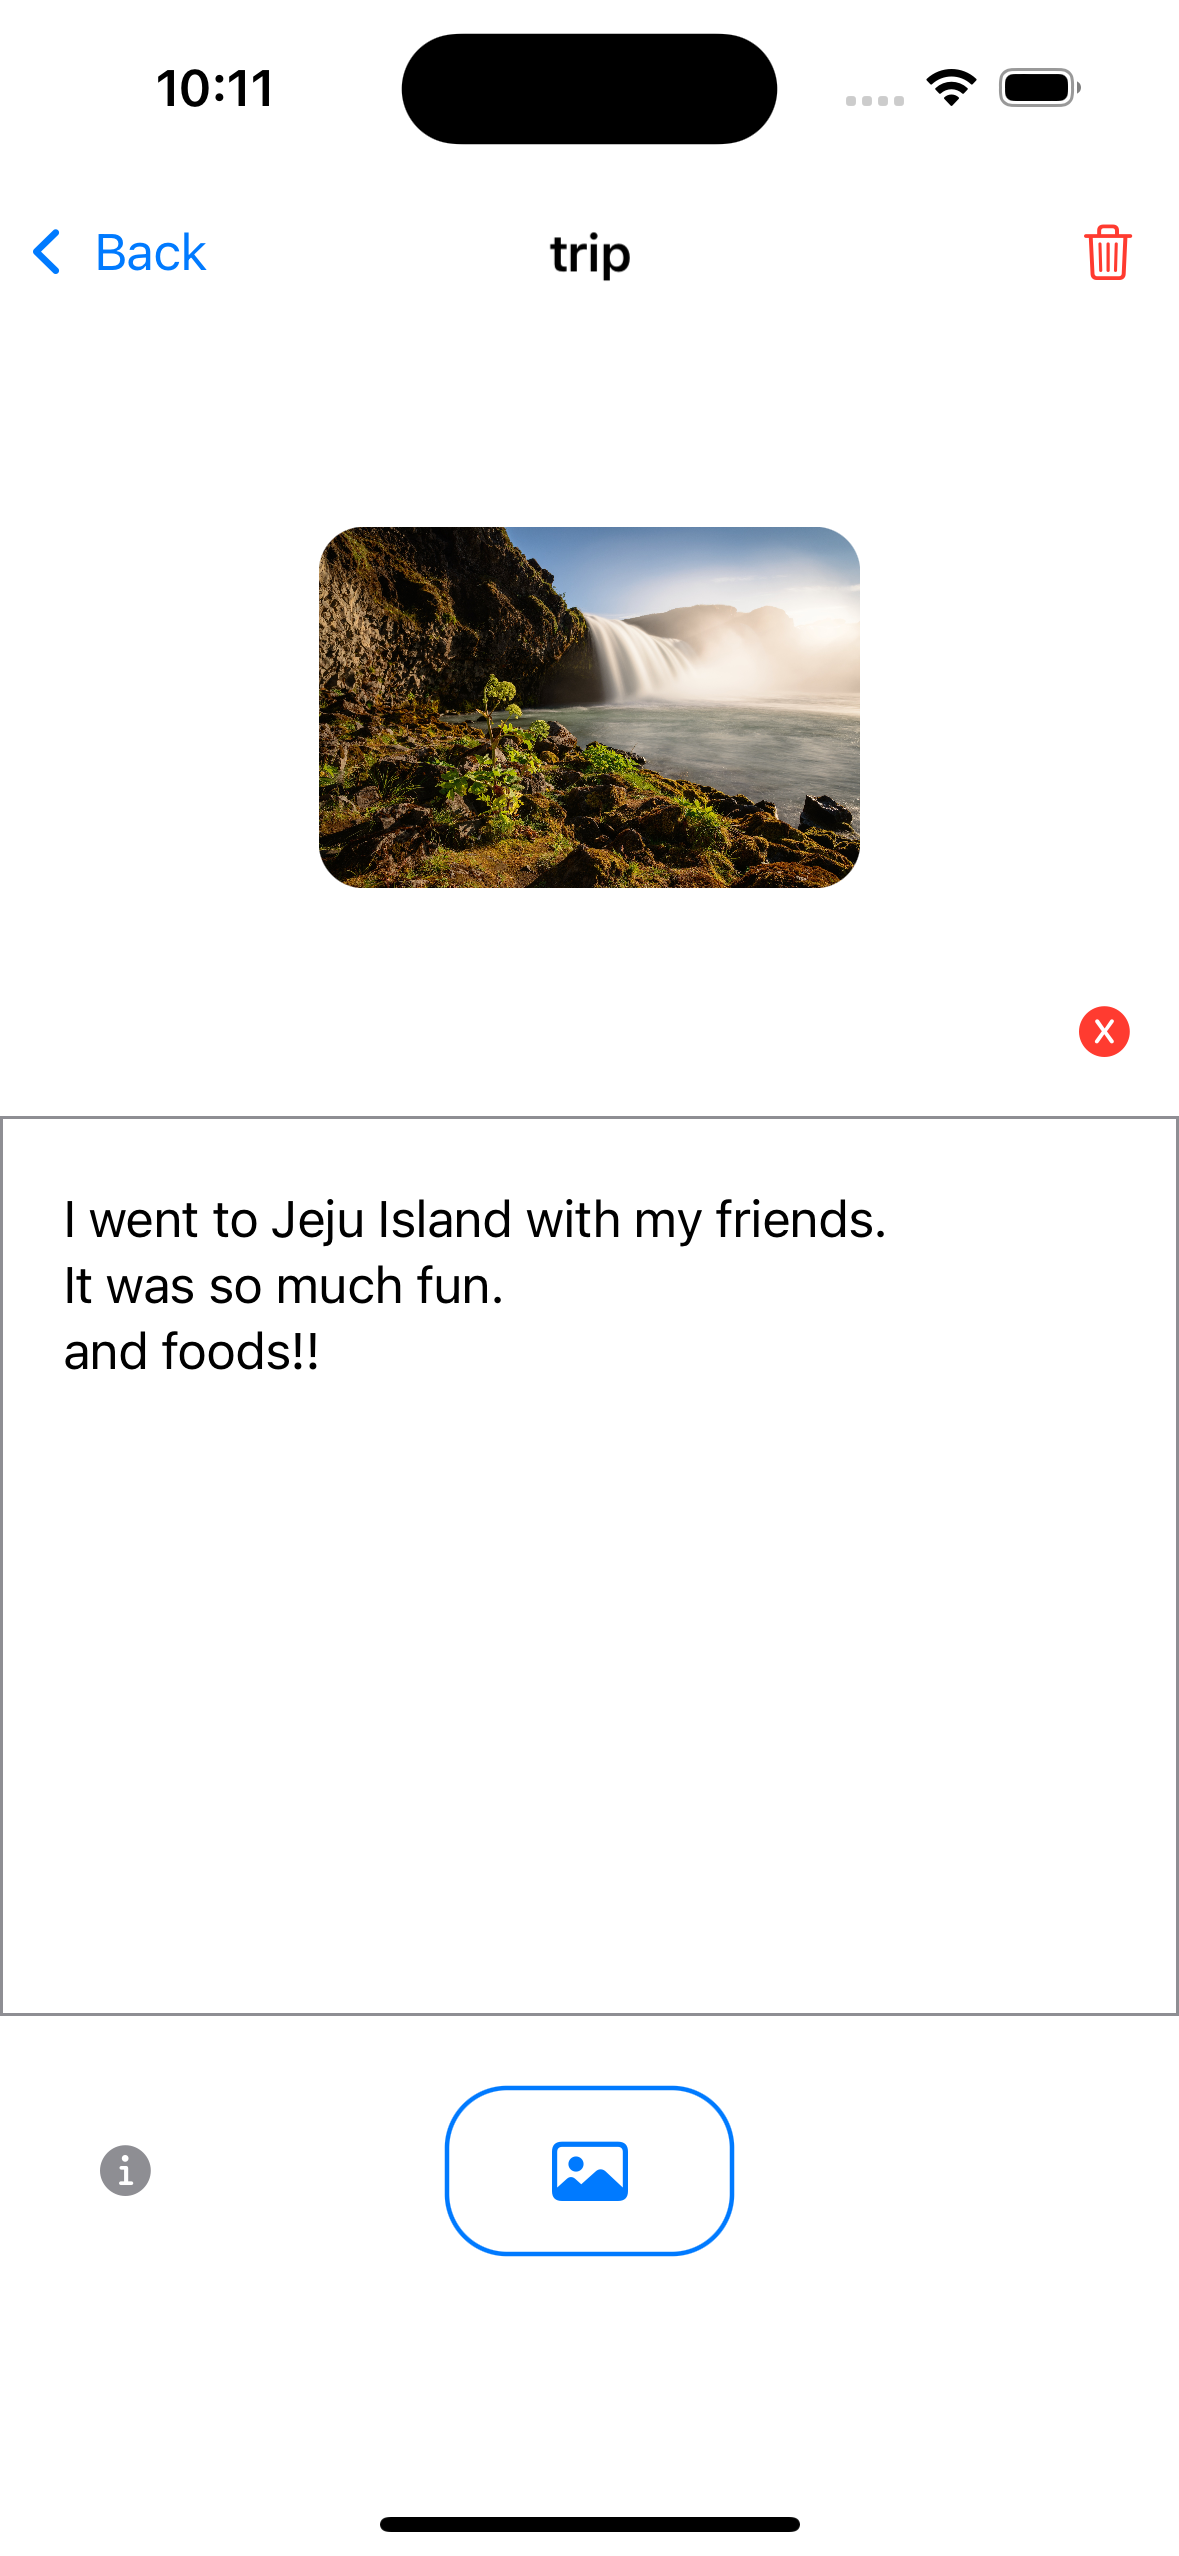 10:11
Back
trip
I went to Jeju Island with my friends.
It was so much fun.
and foods!!